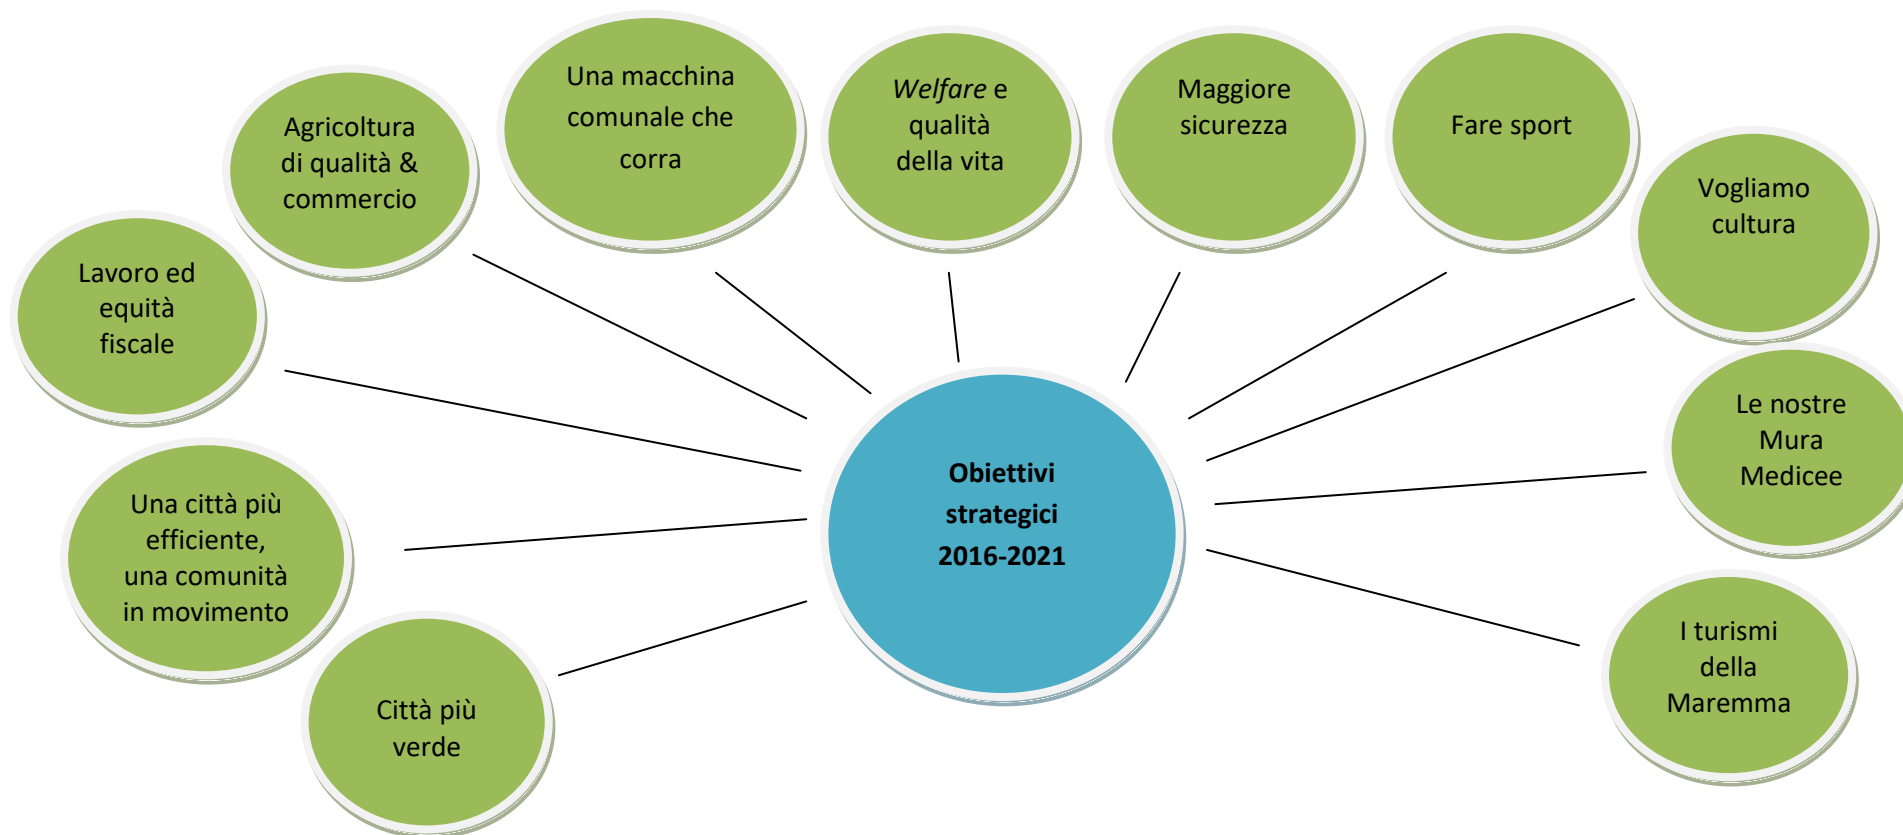 Una macchina
comunale che
corra
Welfare e
qualità
della vita
Maggiore
sicurezza
Fare sport
Agricoltura
di qualità &
commercio
Vogliamo
cultura
Lavoro ed
equità
fiscale
Le nostre
Mura
Medicee
Obiettivi
strategici
2016-2021
Una città più
efficiente,
una comunità
in movimento
I turismi
della
Maremma
Città più
verde